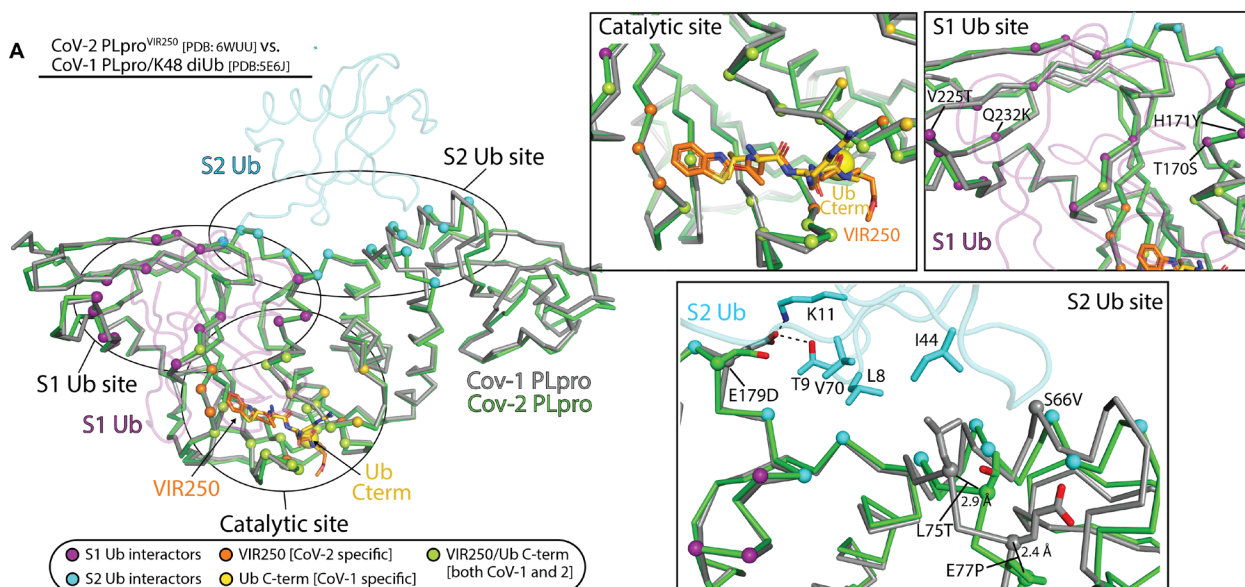 A
CoV-2 PLproVIR250 [PDB: 6WUU] vs.
CoV-1 PLpro/K48 diUb [PDB:5E6J]
S2 Ub
S2 Ub site
S1 Ub site
S1 Ub
VIR250
Ub
Cterm
Catalytic site
Cov-1 PLpro
Cov-2 PLpro
S1 Ub interactors
S2 Ub interactors
VIR250 [CoV-2 specific]
Ub C-term [CoV-1 specific]
VIR250/Ub C-term
[both CoV-1 and 2]
Catalytic site
Ub
Cterm
VIR250
S1 Ub site
V225T
Q232K
H171Y
T170S
S1 Ub
S2 Ub site
S2 Ub
K11
I44
T9
V70
L8
E179D
S66V
2.9 Å
L75T
2.4 Å
E77P